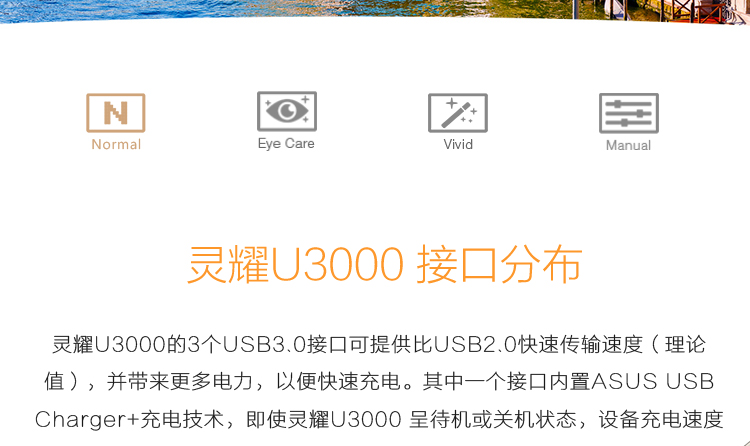 Normal Eye Care Vivid Manual
灵耀U3000 接口分布
灵耀U3000的3个USB3.0接口可提供比USB2.0快速传输速度（理论
值），并带来更多电力，以便快速充电。其中一个接口内置ASUS USB
Charger+充电技术，即使灵耀U3000 呈待机或关机状态，设备充电速度